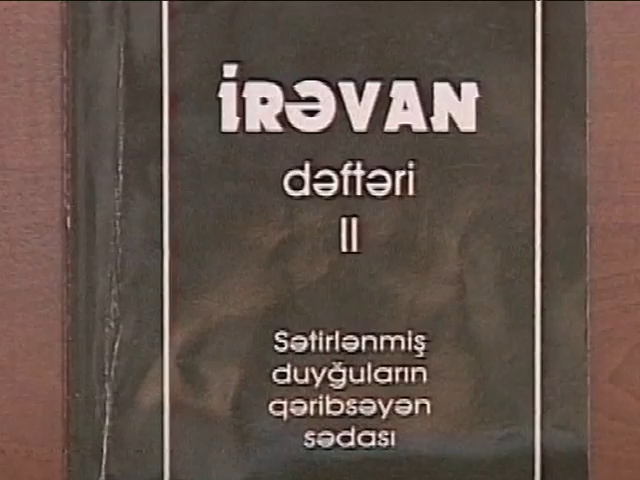 İRƏVAN
dəftəri
II
Sətirlənmiş
duyğuların
qəribsəyən
sədası